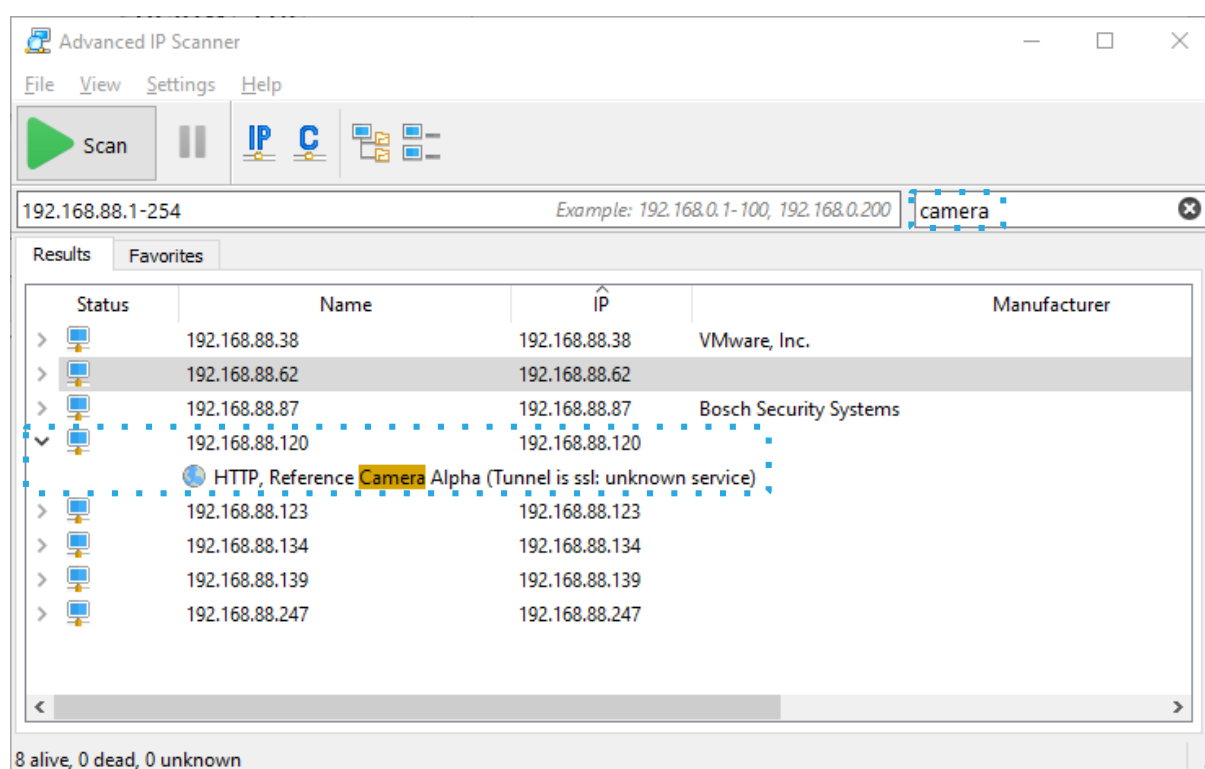 Advanced IP Scanner
File View Settings Help
Scan IP C
192.168.88.1-254 Example: 192.168.0.1-100, 192.168.0.200 camera
Results Favorites
Status Name IP Manufacturer
192.168.88.38 192.168.88.38 VMware, Inc.
192.168.88.62 192.168.88.62
192.168.88.87 192.168.88.87 Bosch Security Systems
192.168.88.120 192.168.88.120
HTTP, Reference Camera Alpha (Tunnel is ssl: unknown service)
192.168.88.123 192.168.88.123
192.168.88.134 192.168.88.134
192.168.88.139 192.168.88.139
192.168.88.247 192.168.88.247
8 alive, 0 dead, 0 unknown